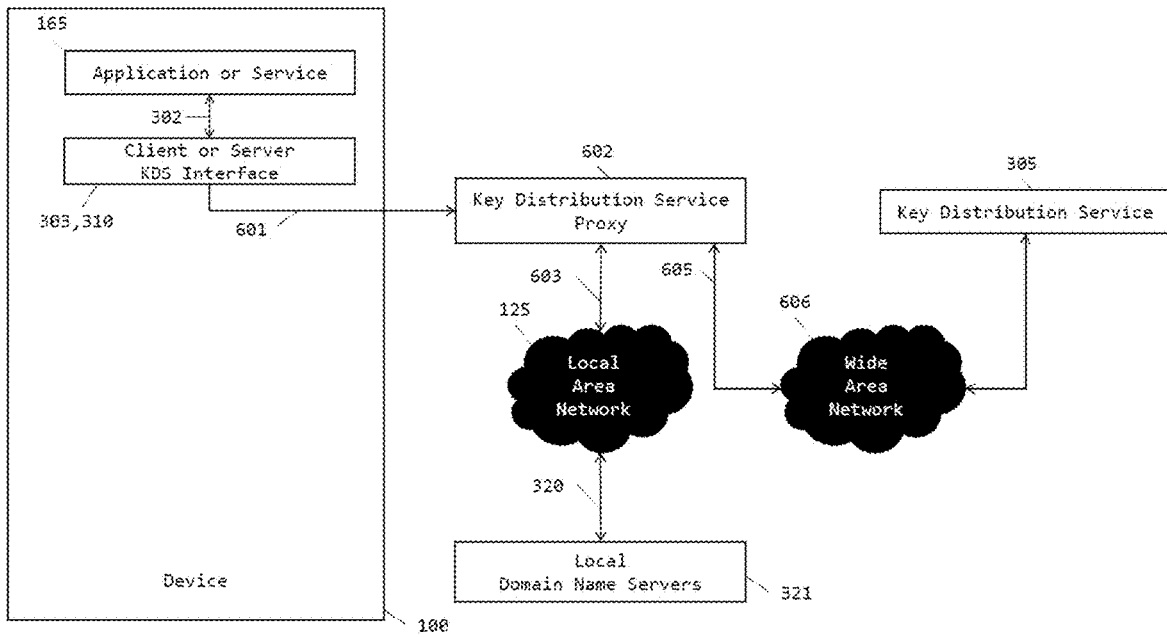 165
Application or Service
302
Client or Server
KDS Interface
303,310
601
602
Key Distribution Service
Proxy
305
Key Distribution Service
603
605
125
606
Local
Area
Network
Wide
Area
Network
320
Local
Domain Name Servers
321
Device
100